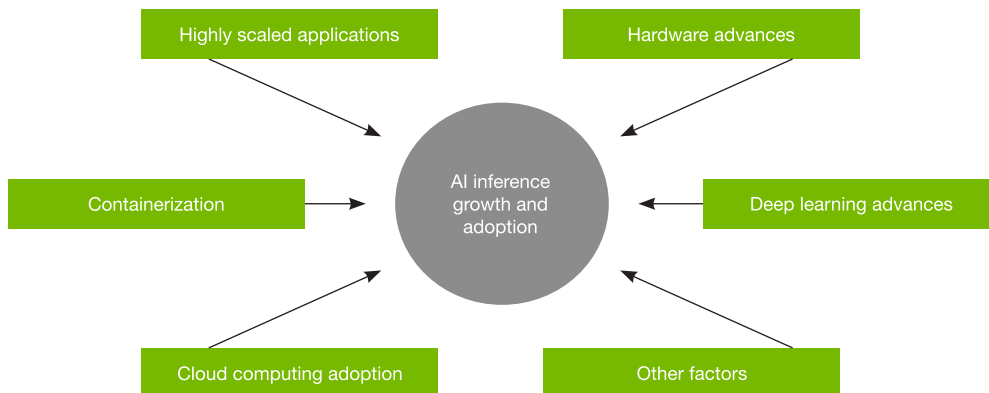 Highly scaled applications
Hardware advances
AI inference
growth and
adoption
Containerization
Deep learning advances
Cloud computing adoption
Other factors